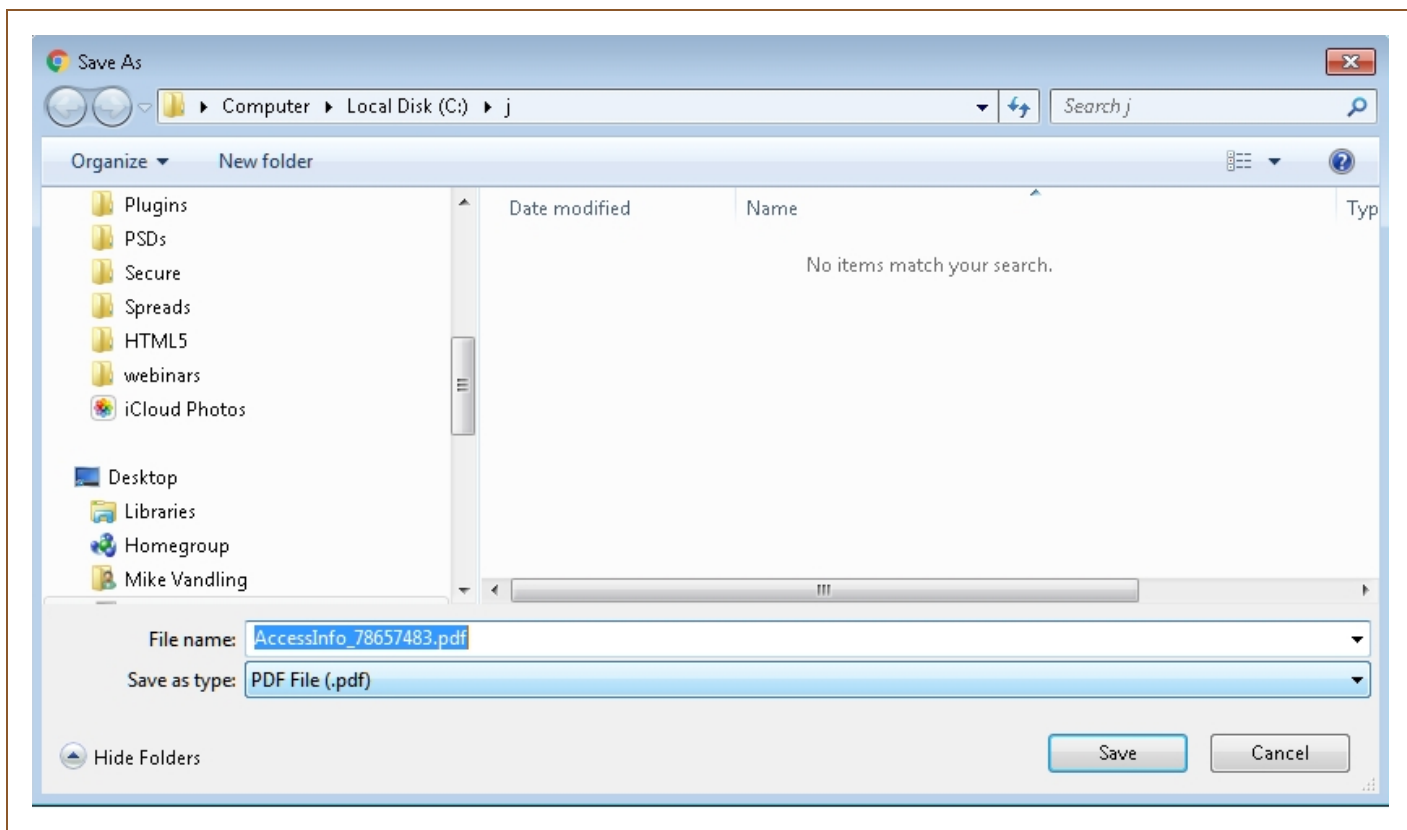 Save As
Computer Local Disk (C:) j
Search j
Organize New folder
Plugins
PSDs
Secure
Spreads
HTML5
webinars
iCloud Photos
Desktop
Libraries
Homegroup
Mike Vandling
Date modified Name Typ
No items match your search.
File name: AccessInfo_78657483.pdf
Save as type: PDF File (.pdf)
Hide Folders
Save Cancel